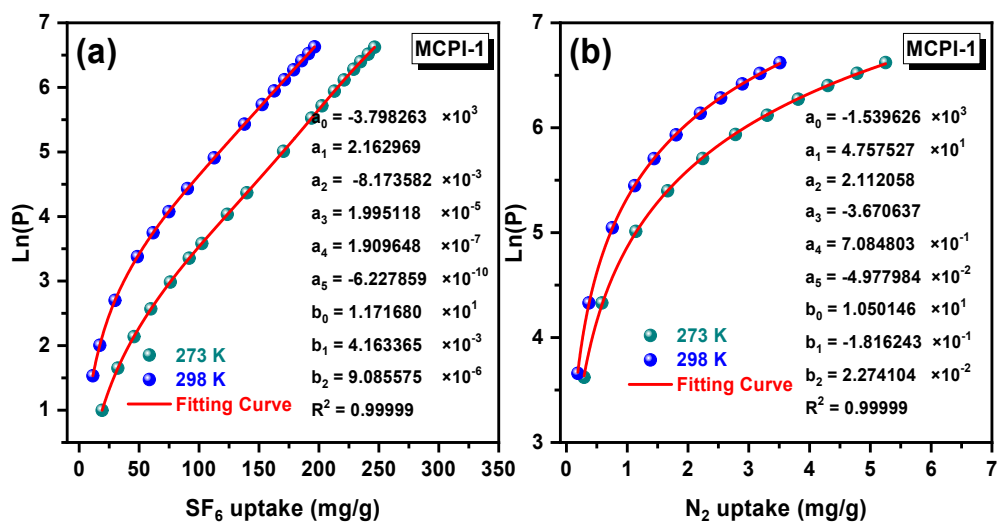 (a)
MCPI-1
Ln(P)
7
6
5
4
3
2
1
a₀ = -3.798263 ×10³
a₁ = 2.162969
a₂ = -8.173582 ×10⁻³
a₃ = 1.995118 ×10⁻⁵
a₄ = 1.909648 ×10⁻⁷
a₅ = -6.227859 ×10⁻¹⁰
b₀ = 1.171680 ×10¹
b₁ = 4.163365 ×10⁻³
b₂ = 9.085575 ×10⁻⁶
R² = 0.99999
273 K
298 K
Fitting Curve
0 50 100 150 200 250 300 350
SF₆ uptake (mg/g)
(b)
MCPI-1
Ln(P)
7
6
5
4
3
a₀ = -1.539626 ×10³
a₁ = 4.757527 ×10¹
a₂ = 2.112058
a₃ = -3.670637
a₄ = 7.084803 ×10⁻¹
a₅ = -4.977984 ×10⁻²
b₀ = 1.050146 ×10¹
b₁ = -1.816243 ×10⁻¹
b₂ = 2.274104 ×10⁻²
R² = 0.99999
273 K
298 K
Fitting Curve
0 1 2 3 4 5 6 7
N₂ uptake (mg/g)